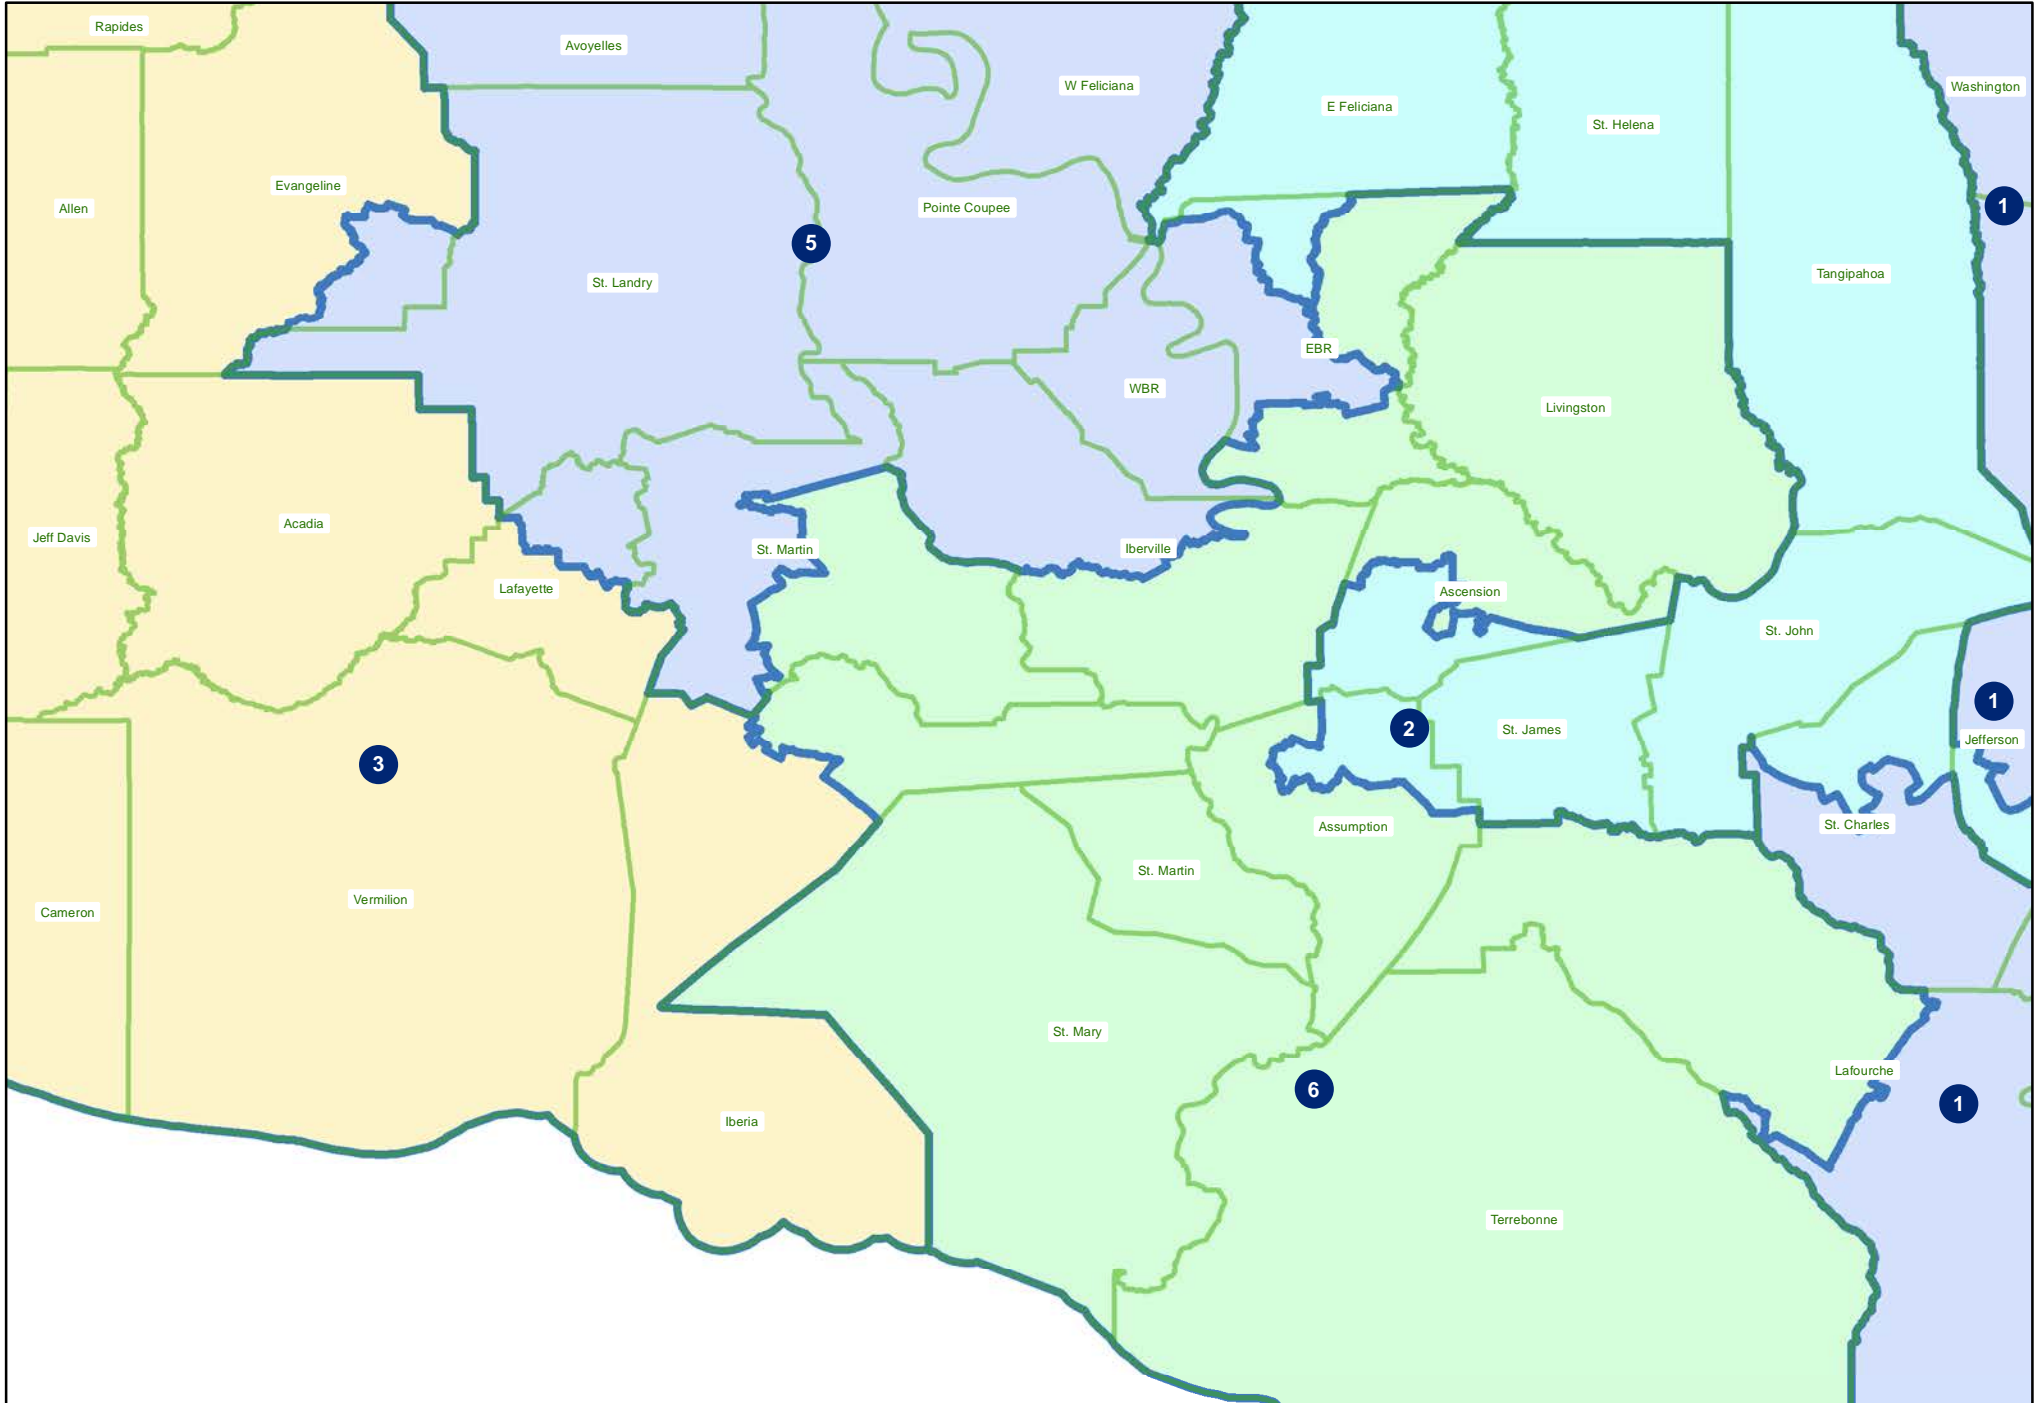 Rapides
Avoyelles
W Feliciana
Washington
E Feliciana
St. Helena
Evangeline
Allen
Pointe Coupee
1
5
Tangipahoa
St. Landry
EBR
WBR
Livingston
Acadia
Jeff Davis
St. Martin
Iberville
Lafayette
Ascension
St. John
1
2
St. James
Jefferson
3
St. Charles
Assumption
St. Martin
Vermilion
Cameron
St. Mary
Lafourche
6
1
Iberia
Terrebonne